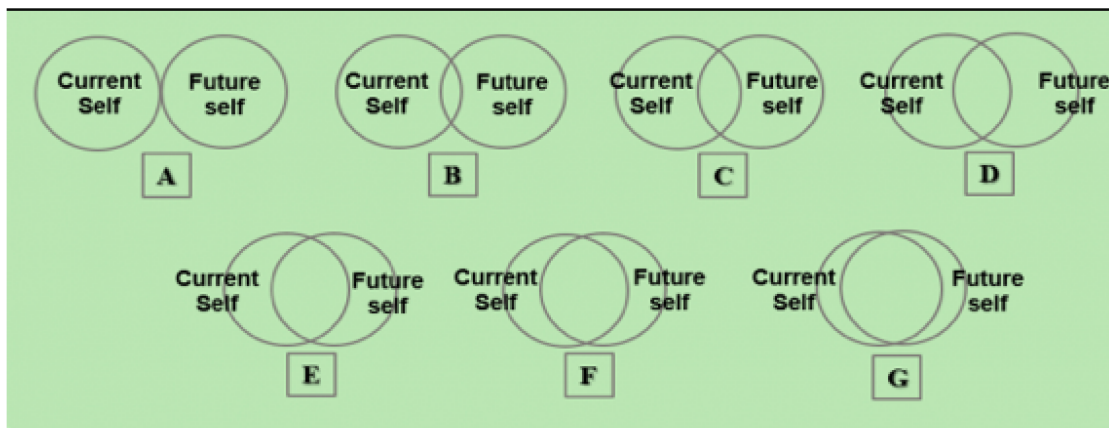 Current Self
Future self
Current Self
Future self
Current Self
Future self
Current Self
Future self
A
B
C
D
Current Self
Future self
Current Self
Future self
Current Self
Future self
E
F
G